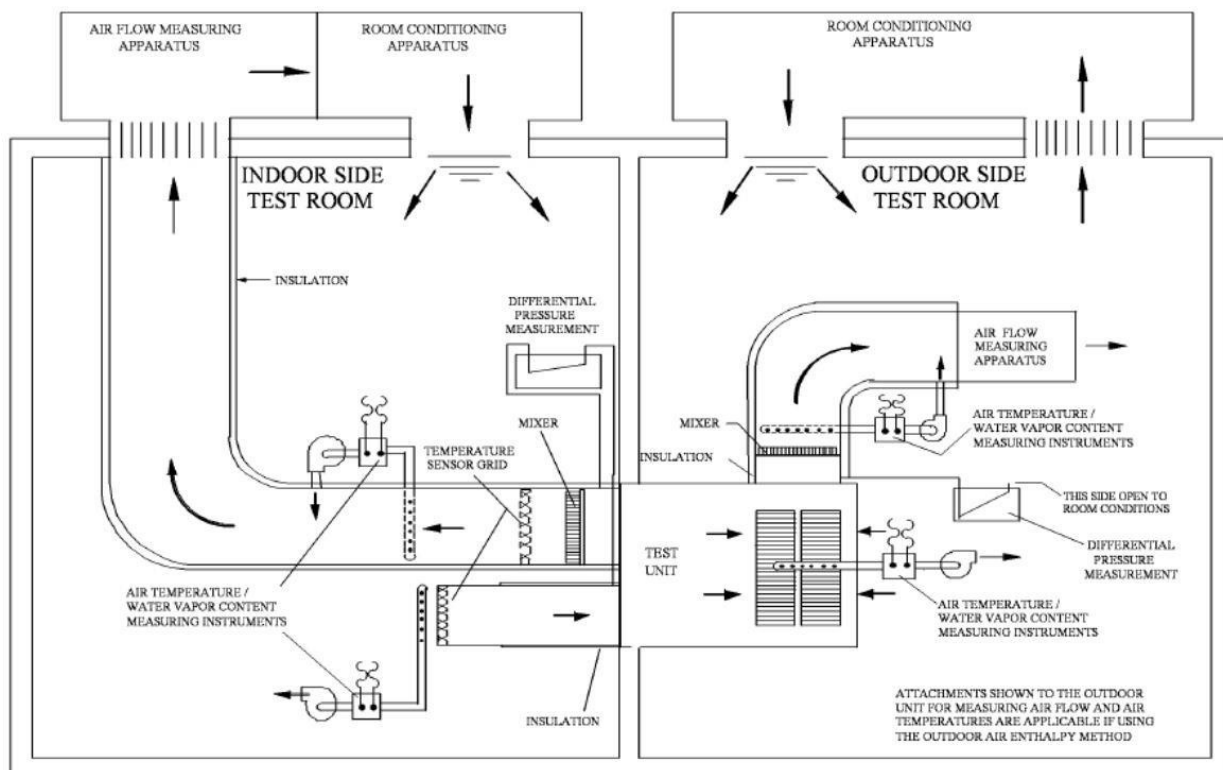 AIR FLOW MEASURING
APPARATUS
ROOM CONDITIONING
APPARATUS
ROOM CONDITIONING
APPARATUS
INDOOR SIDE
TEST ROOM
OUTDOOR SIDE
TEST ROOM
INSULATION
DIFFERENTIAL
PRESSURE
MEASUREMENT
AIR FLOW
MEASURING
APPARATUS
MIXER
TEMPERATURE
SENSOR GRID
MIXER
AIR TEMPERATURE /
WATER VAPOR CONTENT
MEASURING INSTRUMENTS
INSULATION
THIS SIDE OPEN TO
ROOM CONDITIONS
TEST
UNIT
DIFFERENTIAL
PRESSURE
MEASUREMENT
AIR TEMPERATURE /
WATER VAPOR CONTENT
MEASURING INSTRUMENTS
AIR TEMPERATURE /
WATER VAPOR CONTENT
MEASURING INSTRUMENTS
INSULATION
ATTACHMENTS SHOWN TO THE OUTDOOR
UNIT FOR MEASURING AIR FLOW AND AIR
TEMPERATURES ARE APPLICABLE IF USING
THE OUTDOOR AIR ENTHALPY METHOD